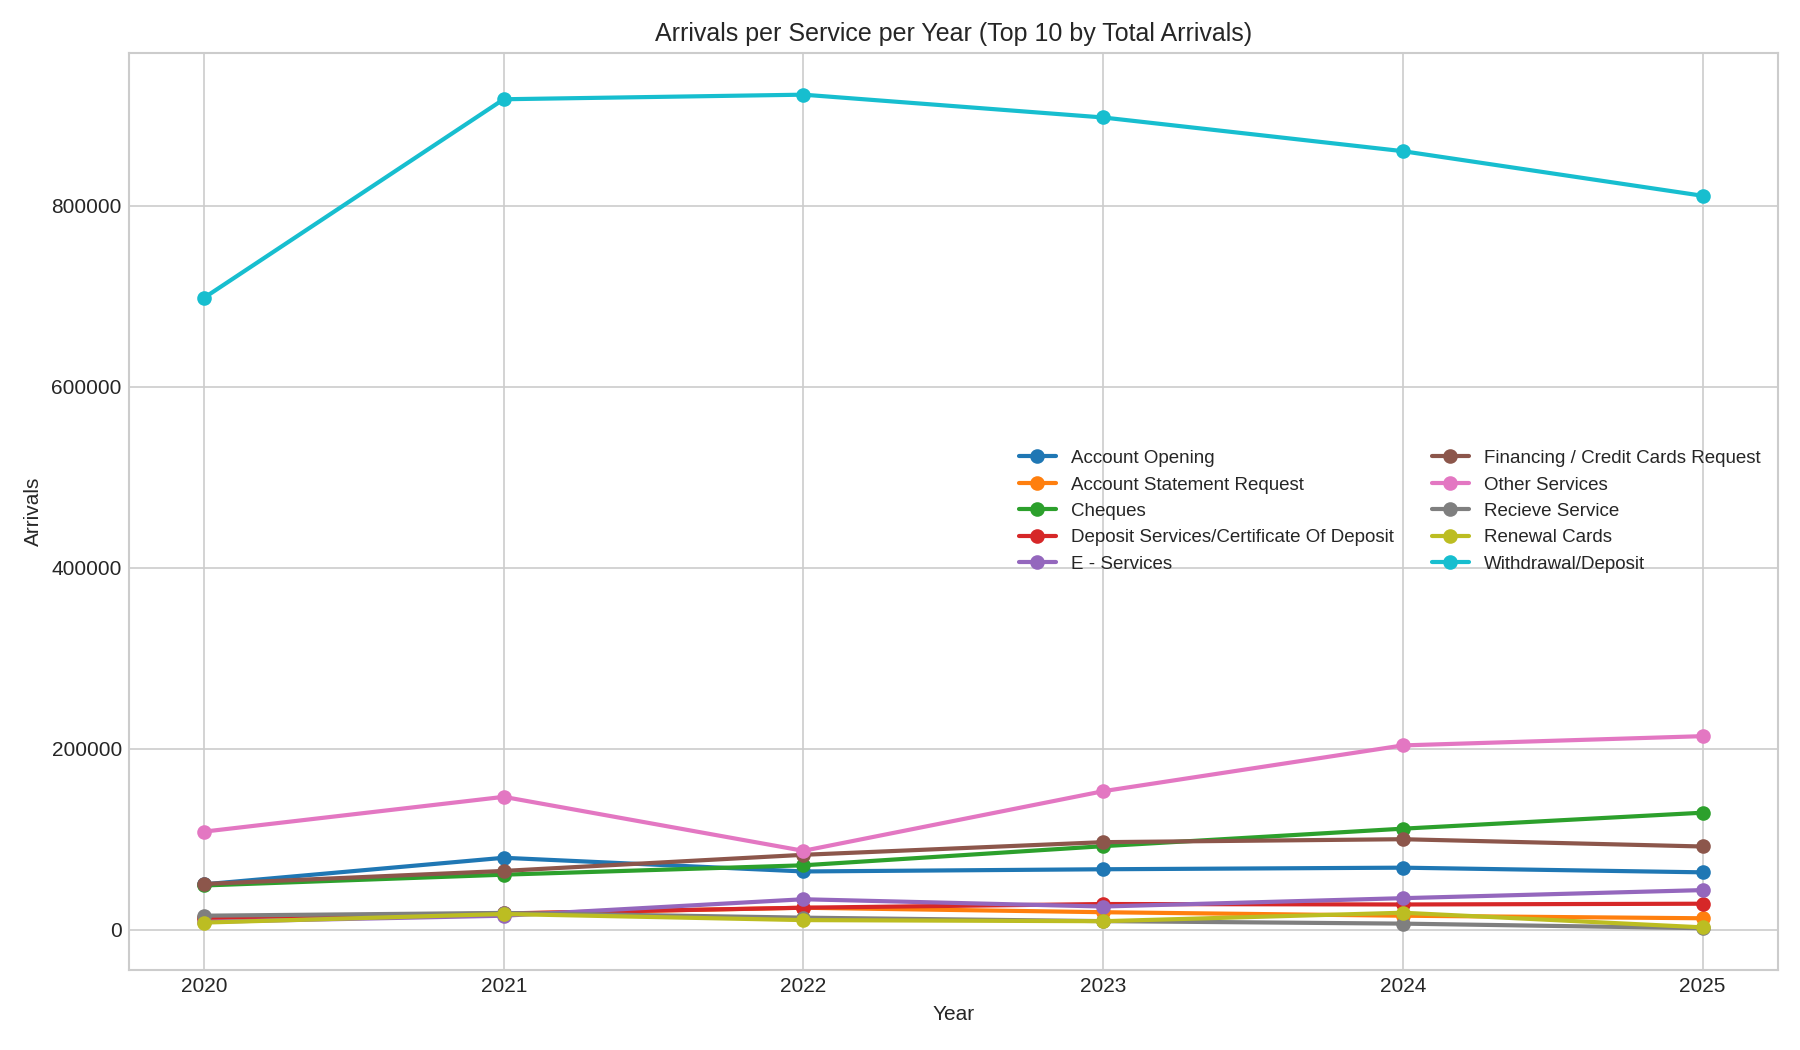 Arrivals per Service per Year (Top 10 by Total Arrivals)
Arrivals
800000
600000
400000
200000
0
Account Opening
Account Statement Request
Cheques
Deposit Services/Certificate Of Deposit
E - Services
Financing / Credit Cards Request
Other Services
Recieve Service
Renewal Cards
Withdrawal/Deposit
2020 2021 2022 2023 2024 2025
Year